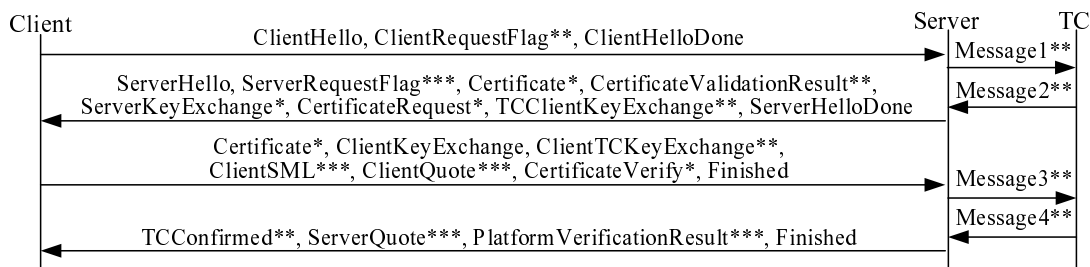 Client
Server
TC
ClientHello, ClientRequestFlag**, ClientHelloDone
Message1**
ServerHello, ServerRequestFlag***, Certificate*, CertificateValidationResult**,
ServerKeyExchange*, CertificateRequest*, TCClientKeyExchange**, ServerHelloDone
Message2**
Certificate*, ClientKeyExchange, ClientTCKeyExchange**,
ClientSML***, ClientQuote***, CertificateVerify*, Finished
Message3**
Message4**
TCConfirmed**, ServerQuote***, PlatformVerificationResult***, Finished